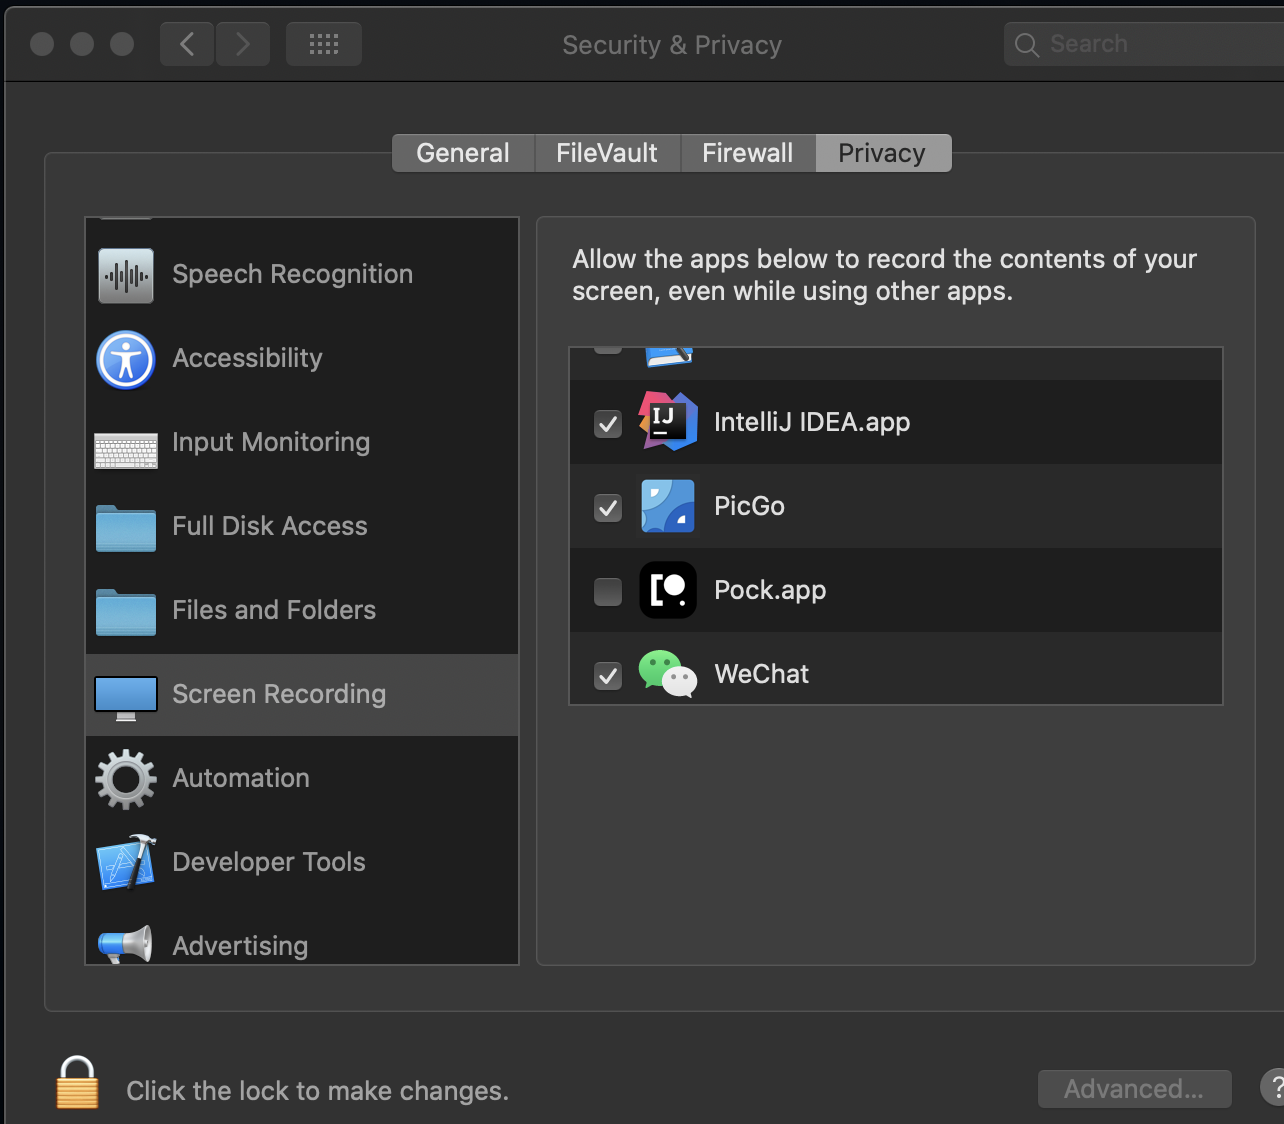 Security & Privacy
Search
General
FileVault
Firewall
Privacy
Speech Recognition
Accessibility
Input Monitoring
Full Disk Access
Files and Folders
Screen Recording
Automation
Developer Tools
Advertising
Allow the apps below to record the contents of your
screen, even while using other apps.
IJ
IntelliJ IDEA.app
PicGo
Pock.app
WeChat
Click the lock to make changes.
Advanced...
?